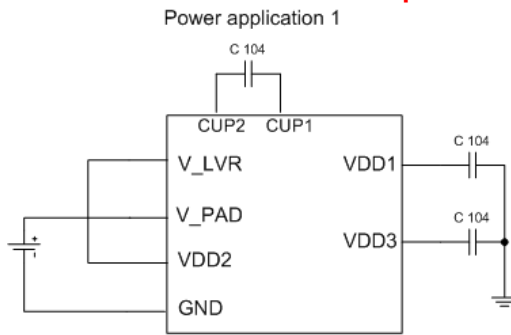 Power application 1
C 104
CUP2 CUP1
C 104
V_LVR VDD1
C 104
V_PAD
VDD3
VDD2
GND
+
-